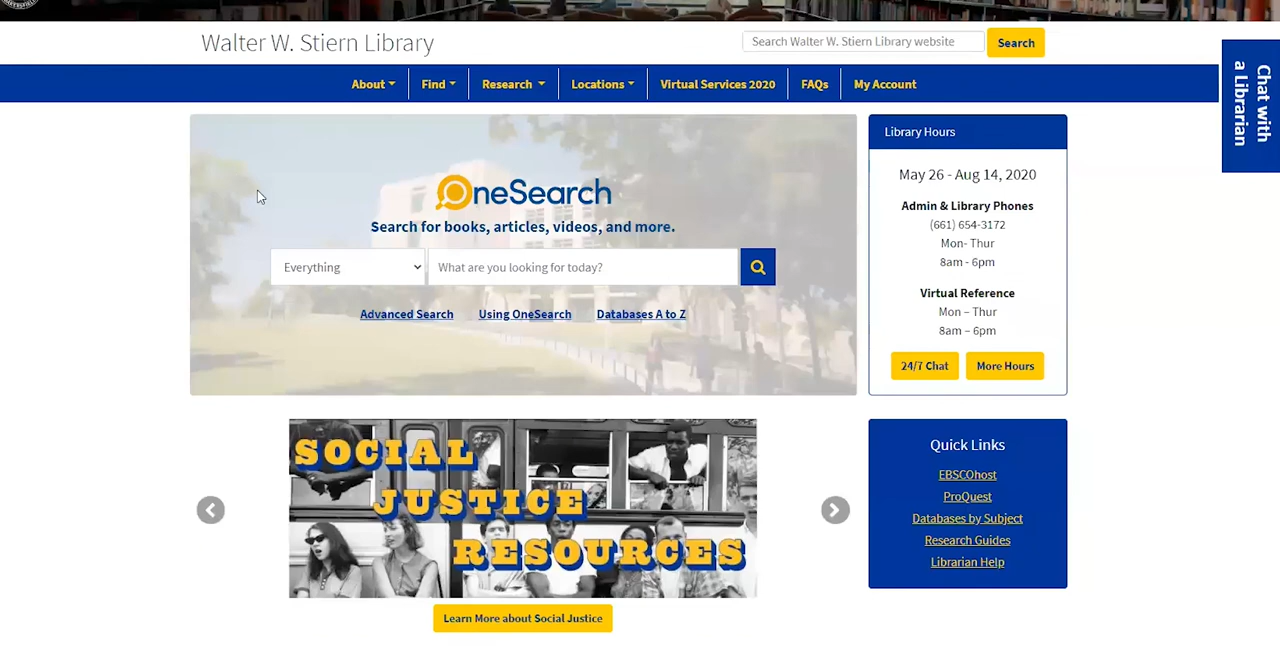 Walter W. Stiern Library
Search Walter W. Stiern Library website
Search
Chat with
a Librarian
About
Find
Research
Locations
Virtual Services 2020
FAQs
My Account
OneSearch
Search for books, articles, videos, and more.
Everything
What are you looking for today?
Advanced Search
Using OneSearch
Databases A to Z
Library Hours
May 26 - Aug 14, 2020
Admin & Library Phones
(661) 654-3172
Mon- Thur
8am - 6pm
Virtual Reference
Mon – Thur
8am – 6pm
24/7 Chat
More Hours
SOCIAL
JUSTICE
RESOURCES
Learn More about Social Justice
Quick Links
EBSCOhost
ProQuest
Databases by Subject
Research Guides
Librarian Help